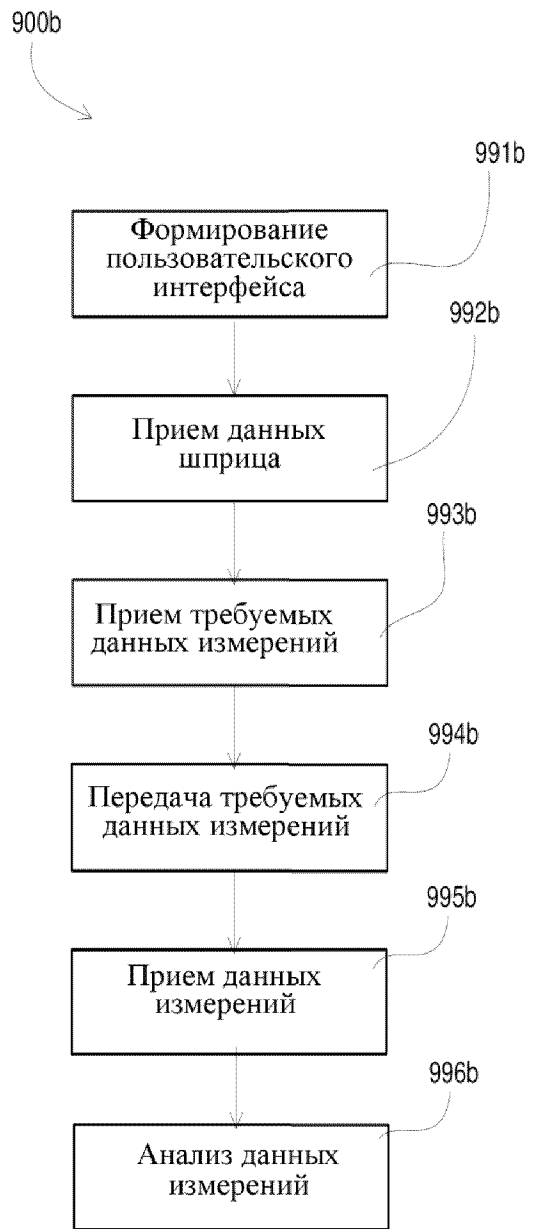 900b
991b
Формирование
пользовательского
интерфейса
992b
Прием данных
шприца
993b
Прием требуемых
данных измерений
994b
Передача требуемых
данных измерений
995b
Прием данных
измерений
996b
Анализ данных
измерений